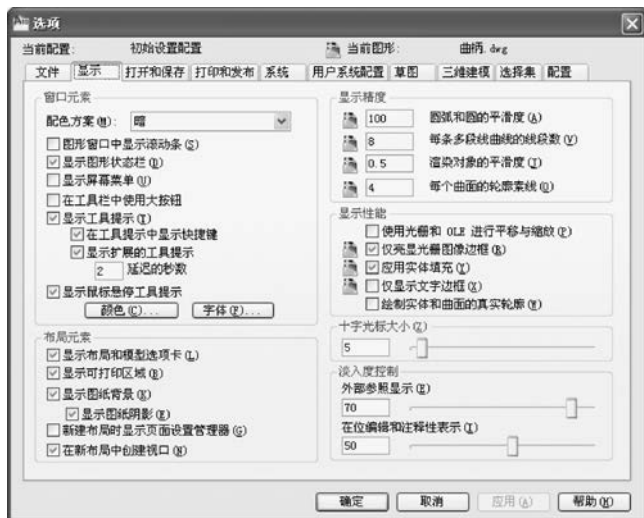 选项
当前配置: 初始设置配置 当前图形: 曲柄.dwg
文件 显示 打开和保存 打印和发布 系统 用户系统配置 草图 三维建模 选择集 配置
窗口元素
配色方案(M): 暗
图形窗口中显示滚动条(S)
显示图形状态栏(D)
显示屏幕菜单(U)
在工具栏中使用大按钮
显示工具提示(T)
在工具提示中显示快捷键
显示扩展的工具提示
2 延迟的秒数
显示鼠标悬停工具提示
颜色(C)... 字体(F)...
布局元素
显示布局和模型选项卡(L)
显示可打印区域(B)
显示图纸背景(K)
显示图纸阴影(E)
新建布局时显示页面设置管理器(G)
在新布局中创建视口(N)
显示精度
100 圆弧和圆的平滑度(A)
8 每条多段线曲线的线段数(V)
0.5 渲染对象的平滑度(J)
4 每个曲面的轮廓素线(O)
显示性能
使用光栅和 OLE 进行平移与缩放(P)
仅亮显光栅图像边框(R)
应用实体填充(Y)
仅显示文字边框(X)
绘制实体和曲面的真实轮廓(W)
十字光标大小(Z)
5
淡入度控制
外部参照显示(E)
70
在位编辑和注释性表示(I)
50
确定 取消 应用(A) 帮助(H)